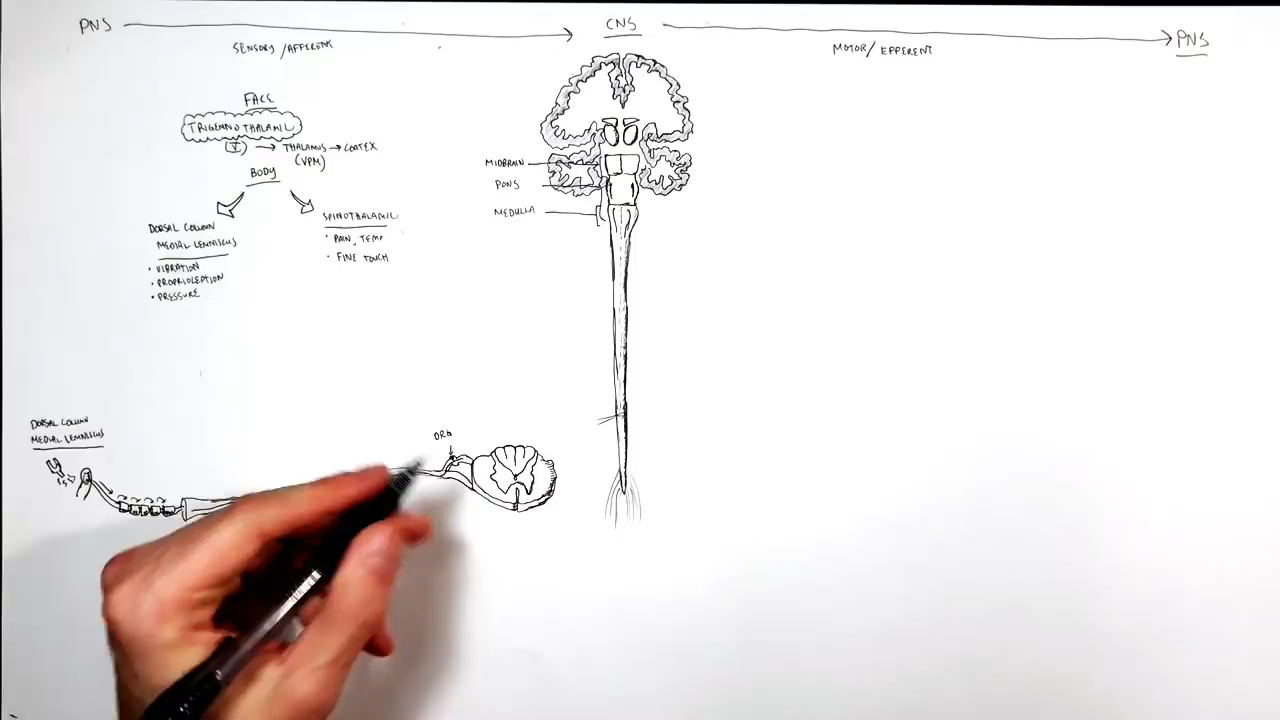 PNS
CNS
PNS
SENSORY/AFFERENT
MOTOR/EFFERENT
FACE
TRIGEMINOTHALAMIC
(V) → THALAMUS → CORTEX
(VPM)
BODY
DORSAL COLUMN
MEDIAL LEMNISCUS
• VIBRATION
• PROPRIOCEPTION
• PRESSURE
SPINOTHALAMIC
• PAIN, TEMP
• FINE TOUCH
MIDBRAIN
PONS
MEDULLA
DORSAL COLUMN
MEDIAL LEMNISCUS
DRG